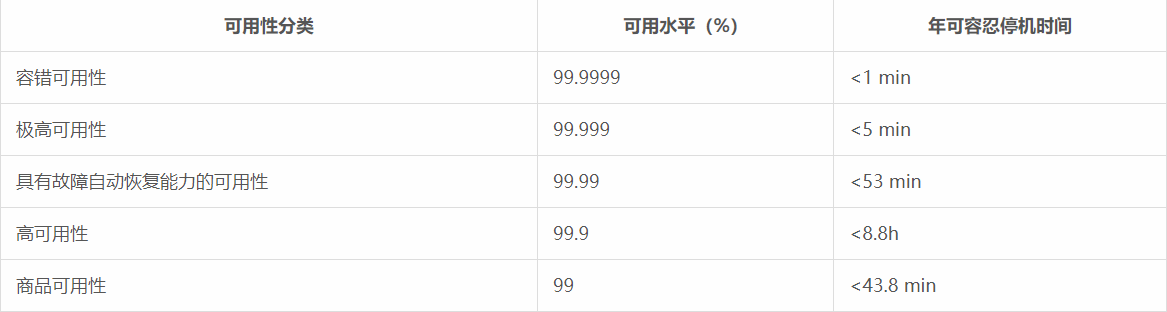 可用性分类 可用水平（%） 年可容忍停机时间
容错可用性 99.9999 <1 min
极高可用性 99.999 <5 min
具有故障自动恢复能力的可用性 99.99 <53 min
高可用性 99.9 <8.8h
商品可用性 99 <43.8 min